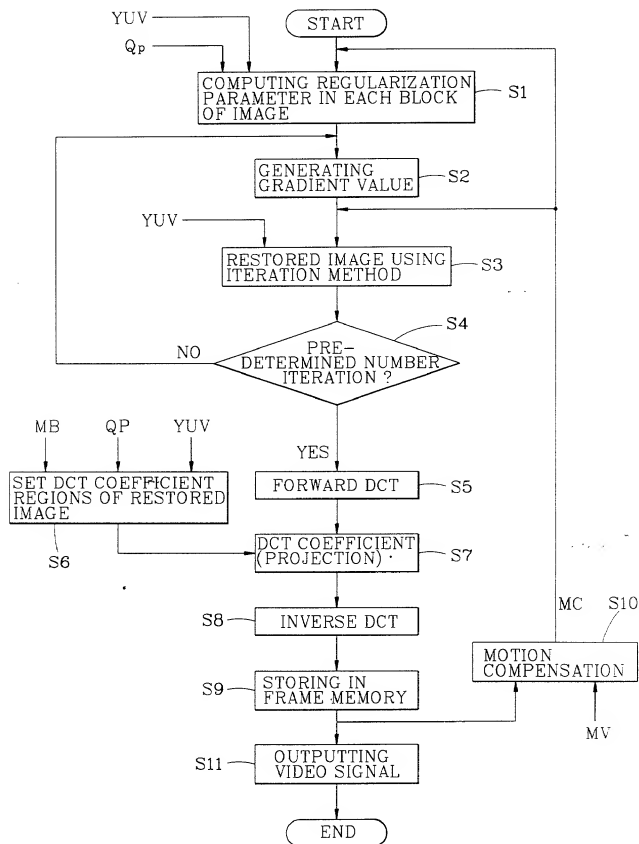 YUV
START
Qp
COMPUTING REGULARIZATION
PARAMETER IN EACH BLOCK
OF IMAGE
S1
GENERATING
GRADIENT VALUE
S2
YUV
RESTORED IMAGE USING
ITERATION METHOD
S3
S4
NO
PRE-
DETERMINED NUMBER
ITERATION ?
MB
QP
YUV
YES
SET DCT COEFFICIENT
REGIONS OF RESTORED
IMAGE
S6
FORWARD DCT
S5
DCT COEFFICIENT
(PROJECTION)
S7
S8
INVERSE DCT
MC
S10
MOTION
COMPENSATION
MV
S9
STORING IN
FRAME MEMORY
S11
OUTPUTTING
VIDEO SIGNAL
END